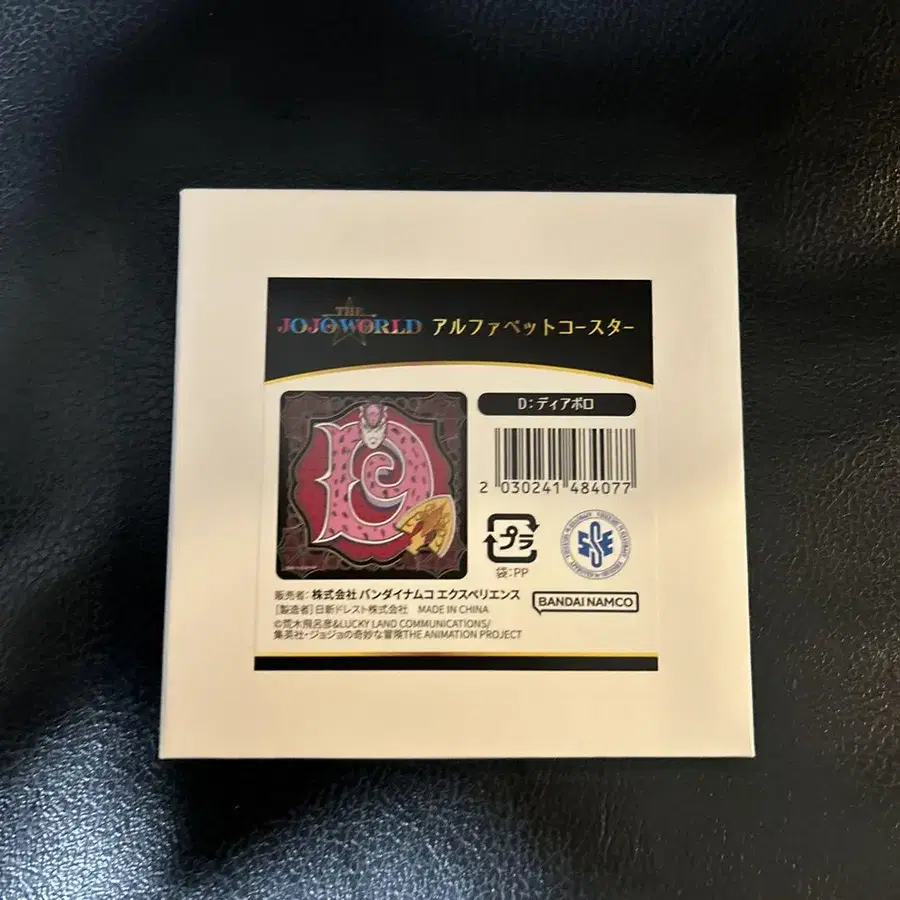 THE
JOJOWORLD アルファベットコースター
D:ディアボロ
2 030241 484077
プラ
袋:PP
SSE
販売者: 株式会社 バンダイナムコ エクスペリエンス
[製造者] 日新ドレスト株式会社 MADE IN CHINA
BANDAI NAMCO
©荒木飛呂彦&LUCKY LAND COMMUNICATIONS/
集英社・ジョジョの奇妙な冒険THE ANIMATION PROJECT